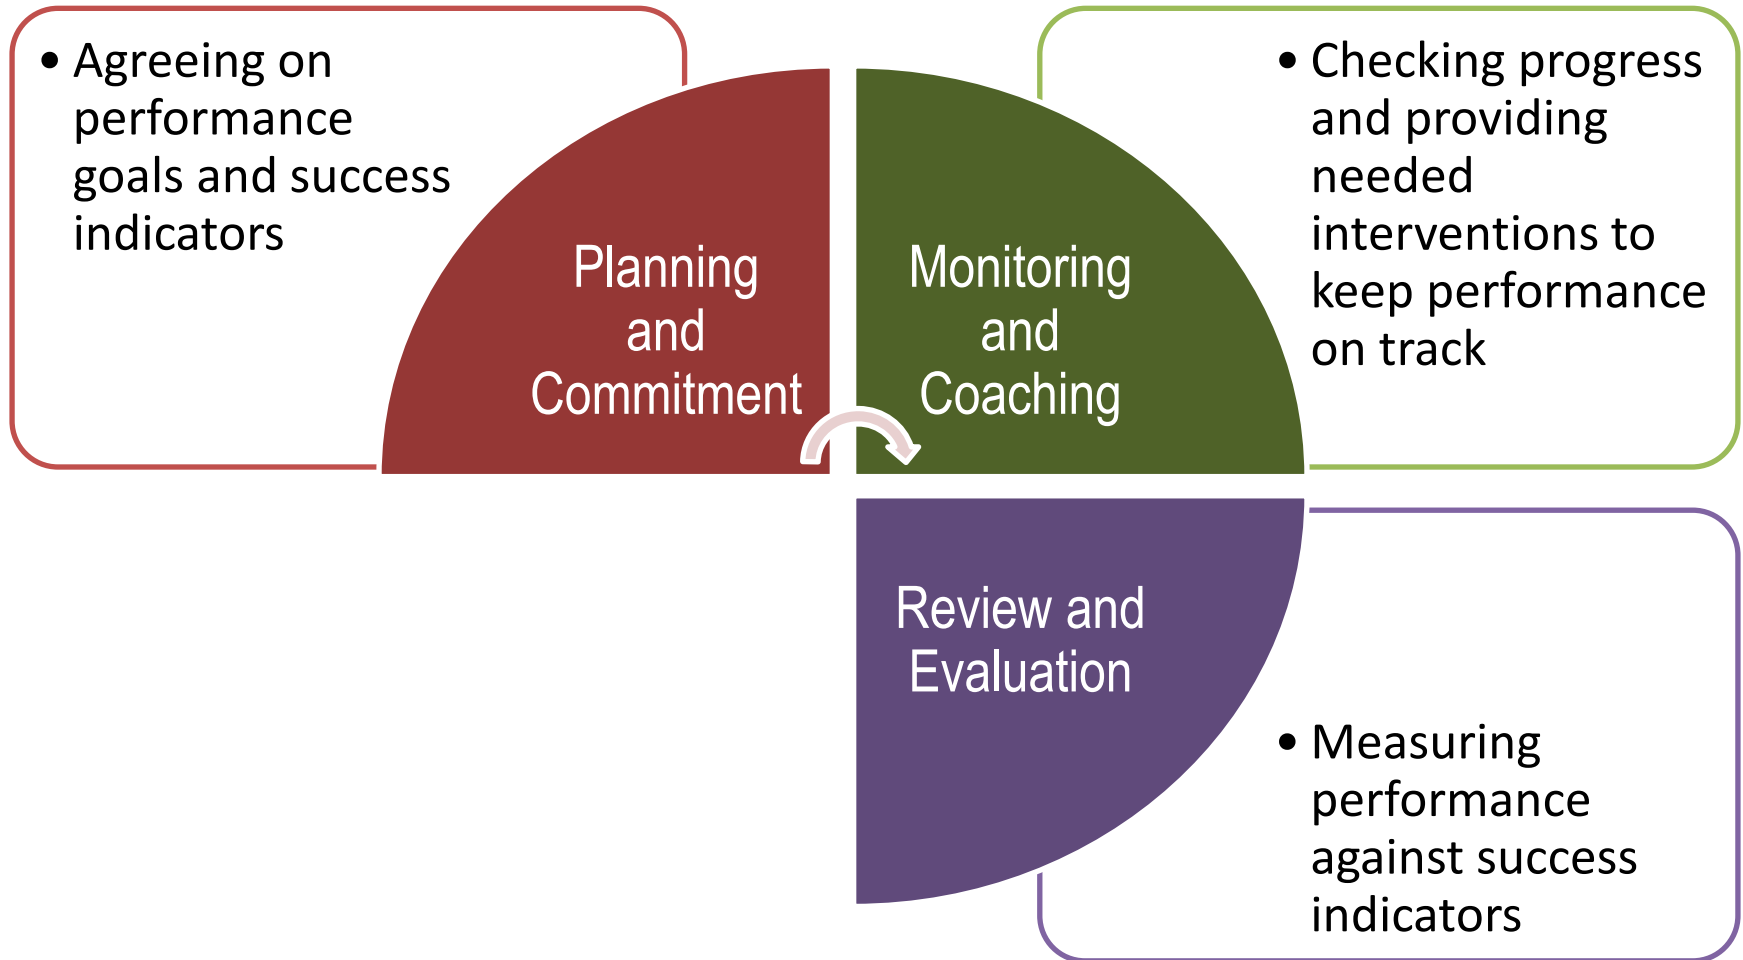 • Agreeing on
performance
goals and success
indicators
Planning
and
Commitment
Monitoring
and
Coaching
• Checking progress
and providing
needed
interventions to
keep performance
on track
Review and
Evaluation
• Measuring
performance
against success
indicators